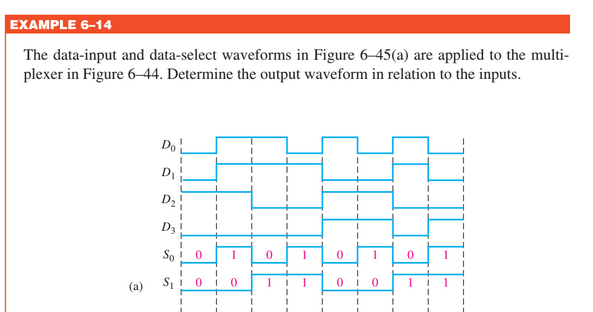 EXAMPLE 6–14
The data-input and data-select waveforms in Figure 6–45(a) are applied to the multi-
plexer in Figure 6–44. Determine the output waveform in relation to the inputs.
D0
D1
D2
D3
S0 0 1 0 1 0 1 0 1
(a) S1 0 0 1 1 0 0 1 1